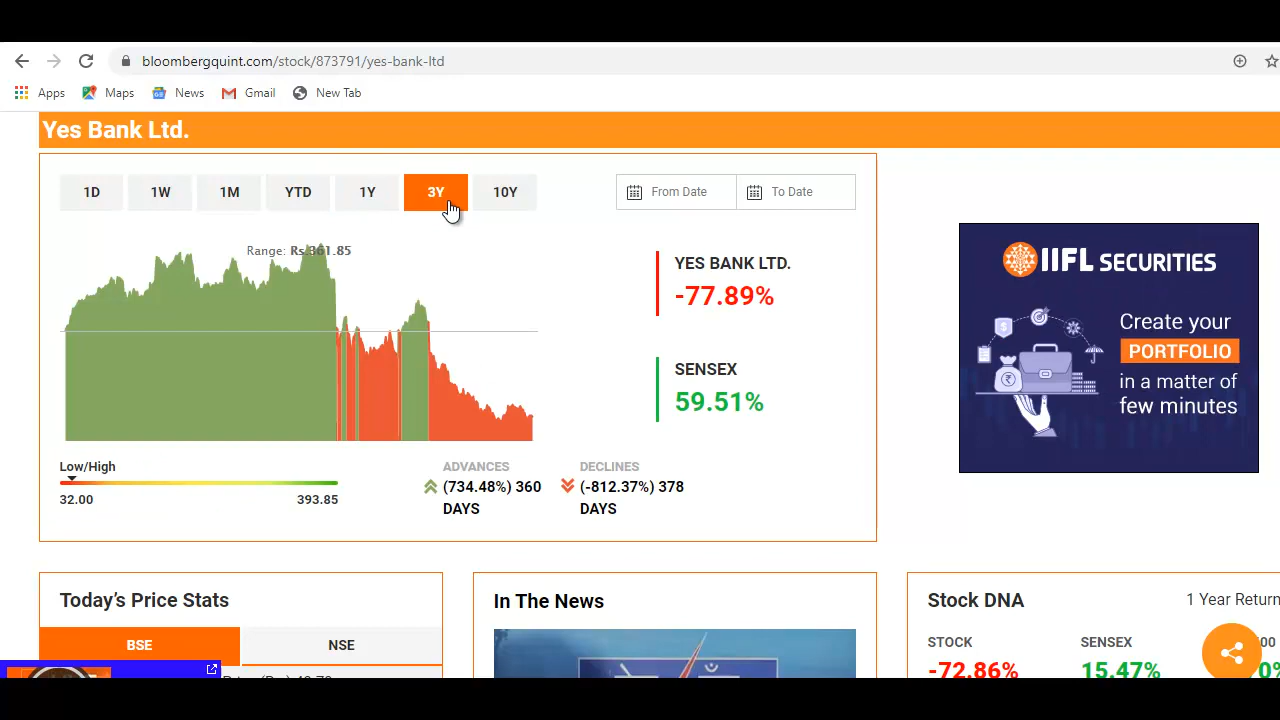 bloombergquint.com/stock/873791/yes-bank-ltd
Apps Maps News Gmail New Tab
Yes Bank Ltd.
1D 1W 1M YTD 1Y 3Y 10Y
From Date To Date
Range: Rs.361.85
YES BANK LTD.
-77.89%
SENSEX
59.51%
Low/High
32.00 393.85
ADVANCES
(734.48%) 360
DAYS
DECLINES
(-812.37%) 378
DAYS
IIFL SECURITIES
Create your
PORTFOLIO
in a matter of
few minutes
Today's Price Stats
BSE NSE
In The News
Stock DNA
1 Year Return
STOCK
-72.86%
SENSEX
15.47%